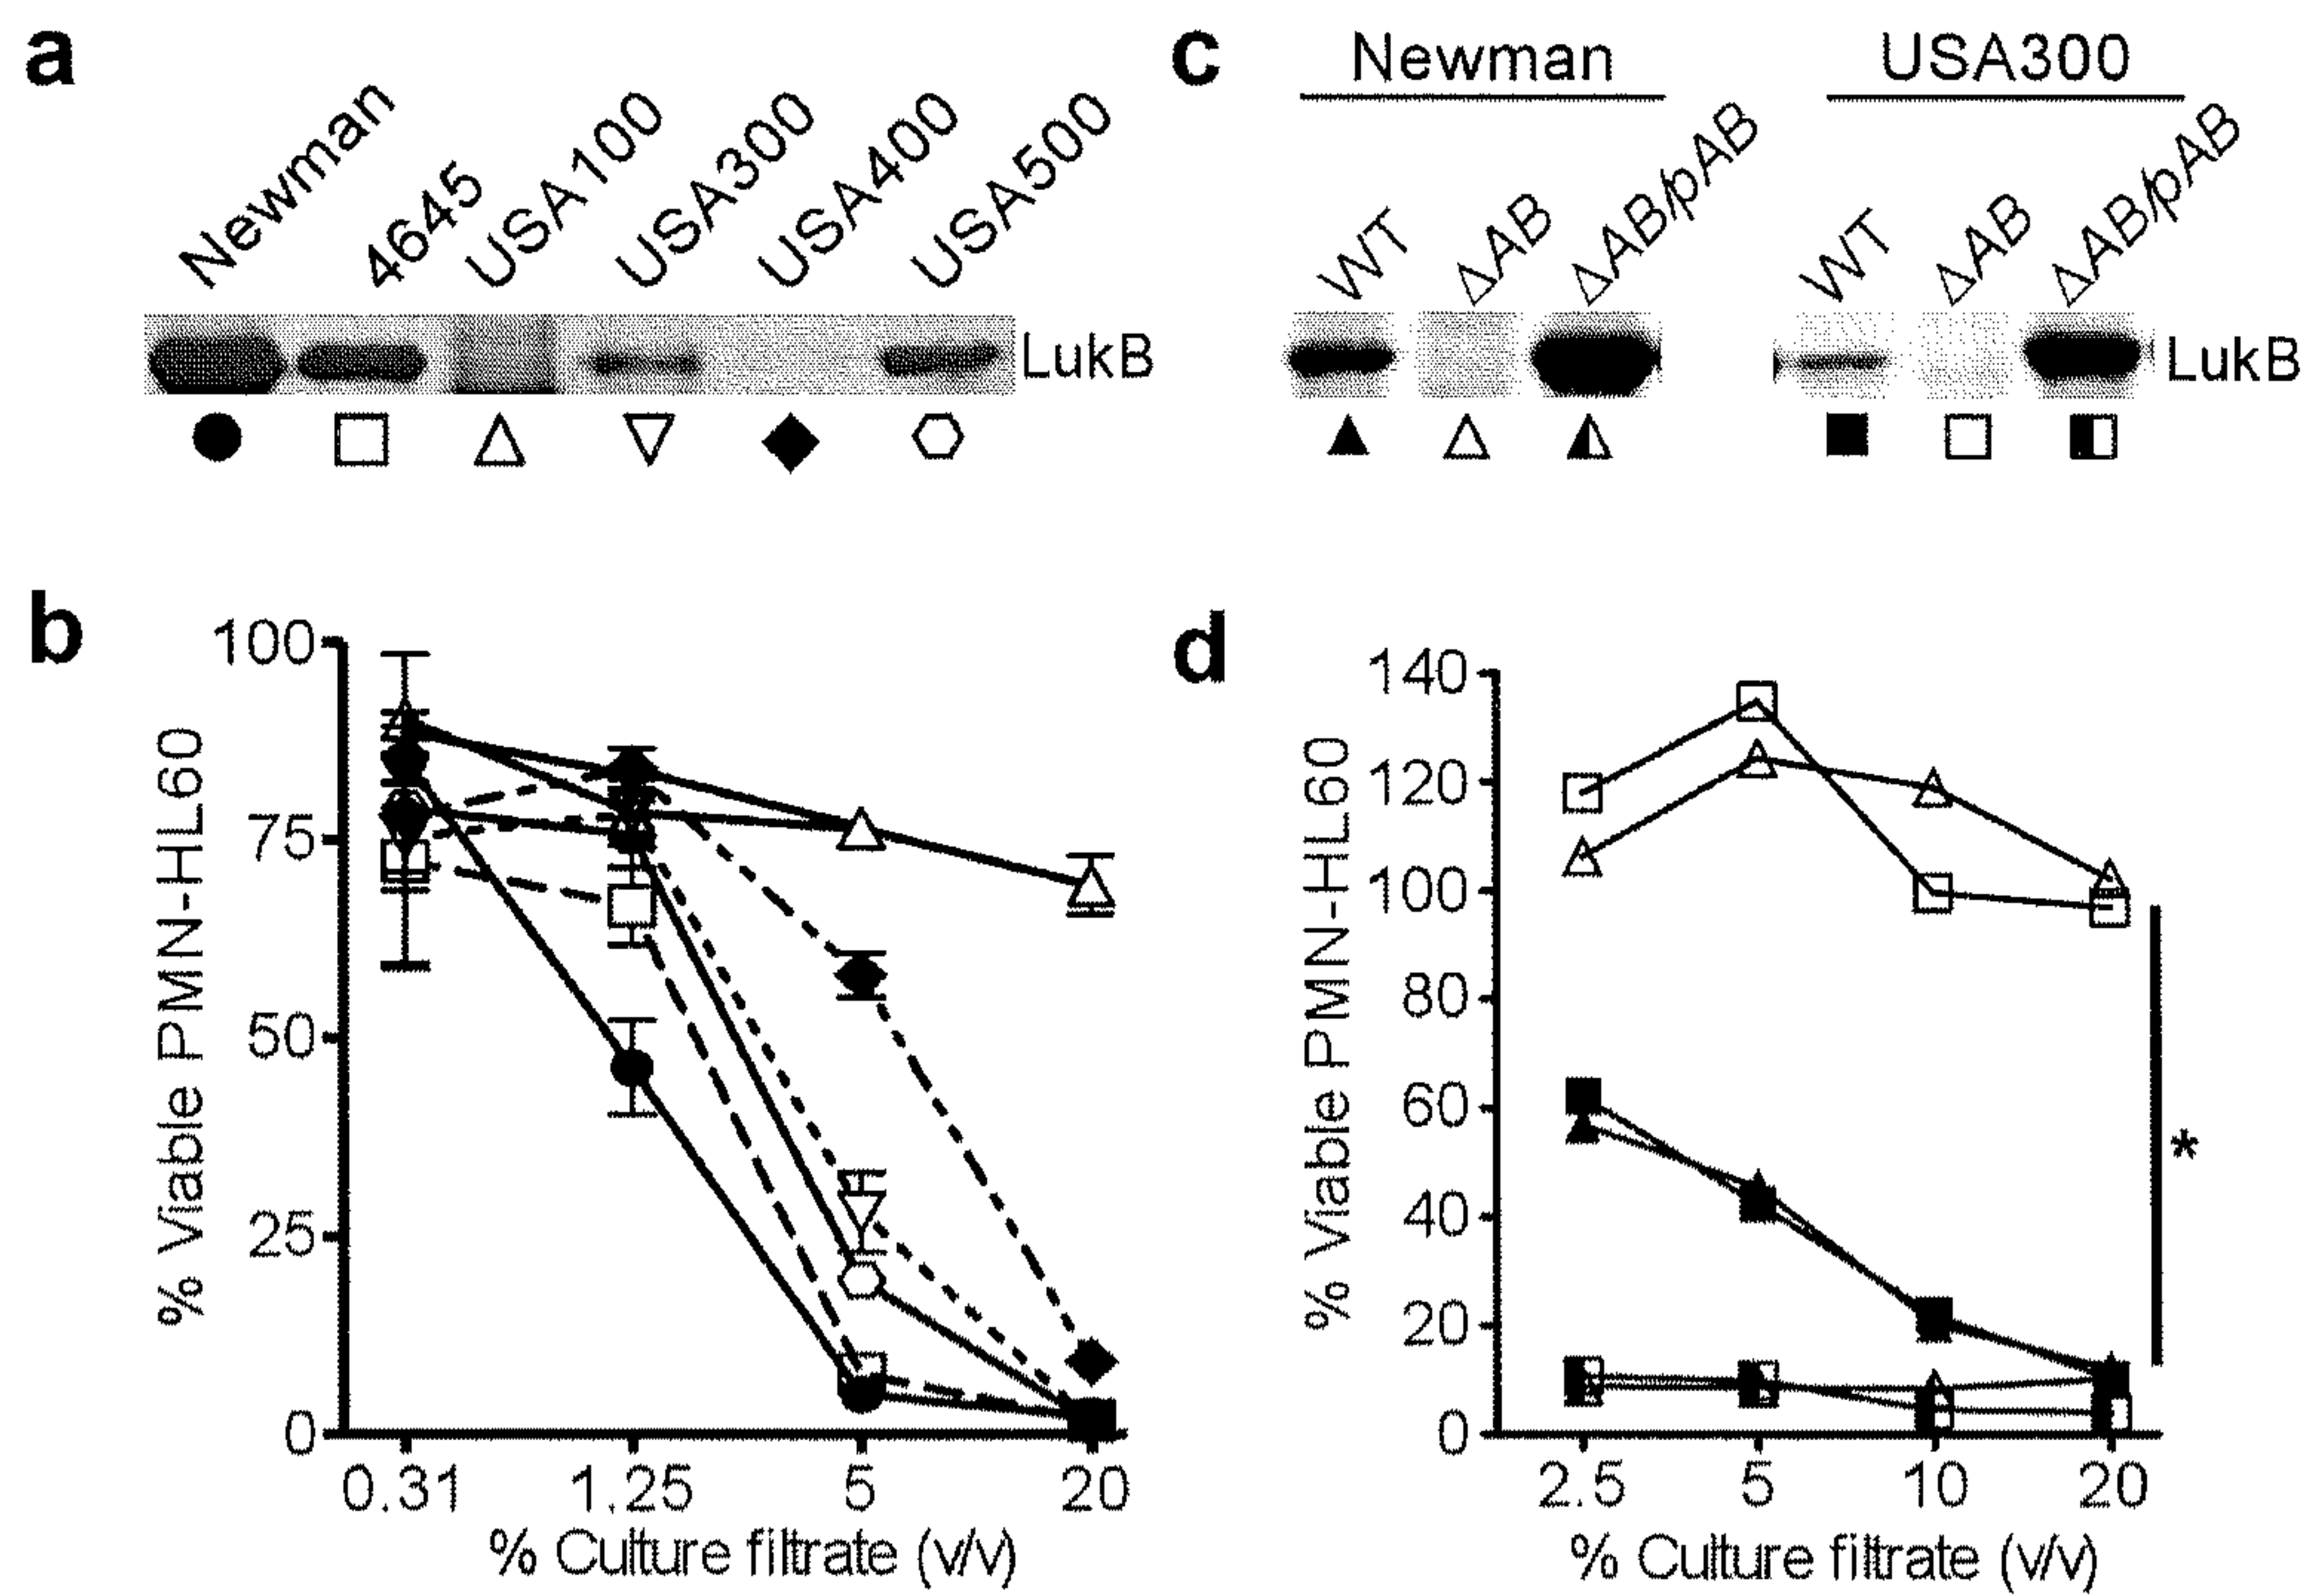 a
Newman
4645
USA100
USA300
USA400
USA500
LukB
c
Newman
USA300
WT
ΔAB
ΔAB/pAB
WT
ΔAB
ΔAB/pAB
LukB
b
% Viable PMN-HL60
100
75
50
25
0
0.31 1.25 5 20
% Culture filtrate (v/v)
d
% Viable PMN-HL60
140
120
100
80
60
40
20
0
*
2.5 5 10 20
% Culture filtrate (v/v)